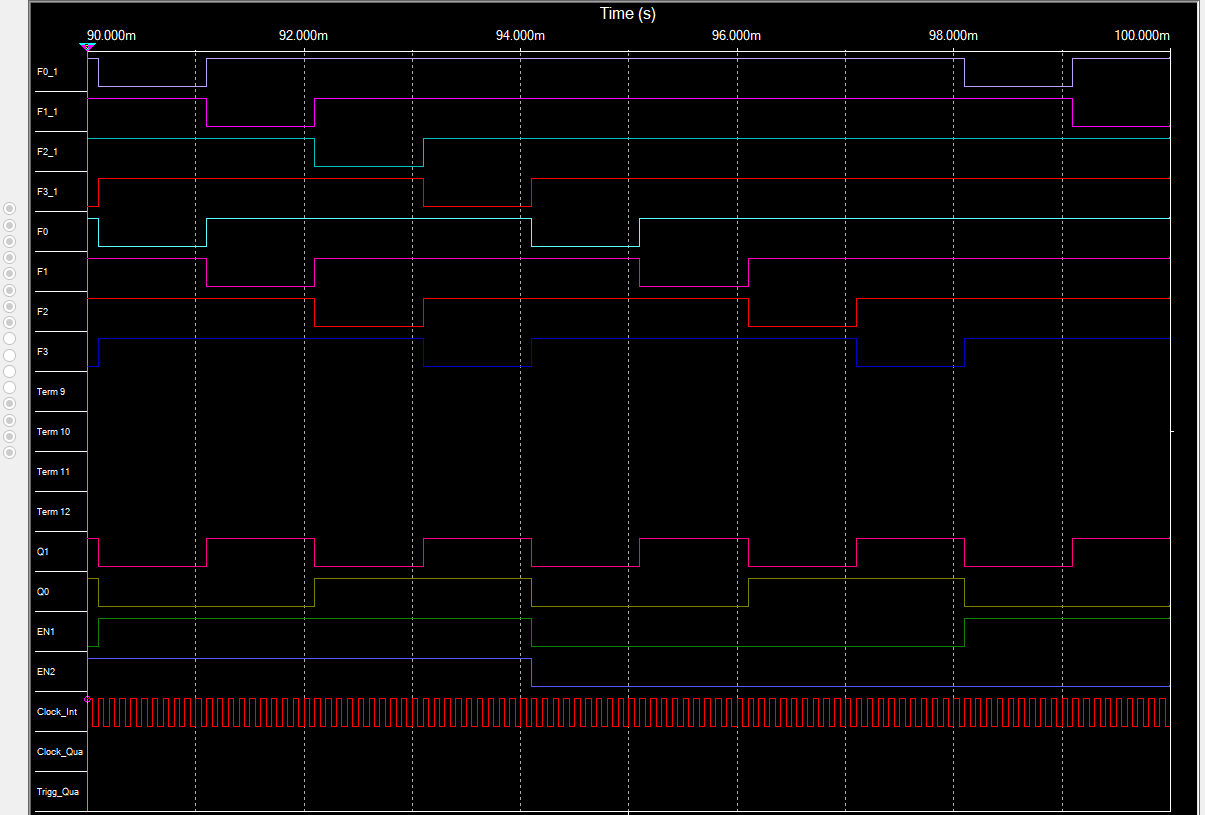 Time (s)
90.000m 92.000m 94.000m 96.000m 98.000m 100.000m
F0_1
F1_1
F2_1
F3_1
F0
F1
F2
F3
Term 9
Term 10
Term 11
Term 12
Q1
Q0
EN1
EN2
Clock_Int
Clock_Qua
Trigg_Qua